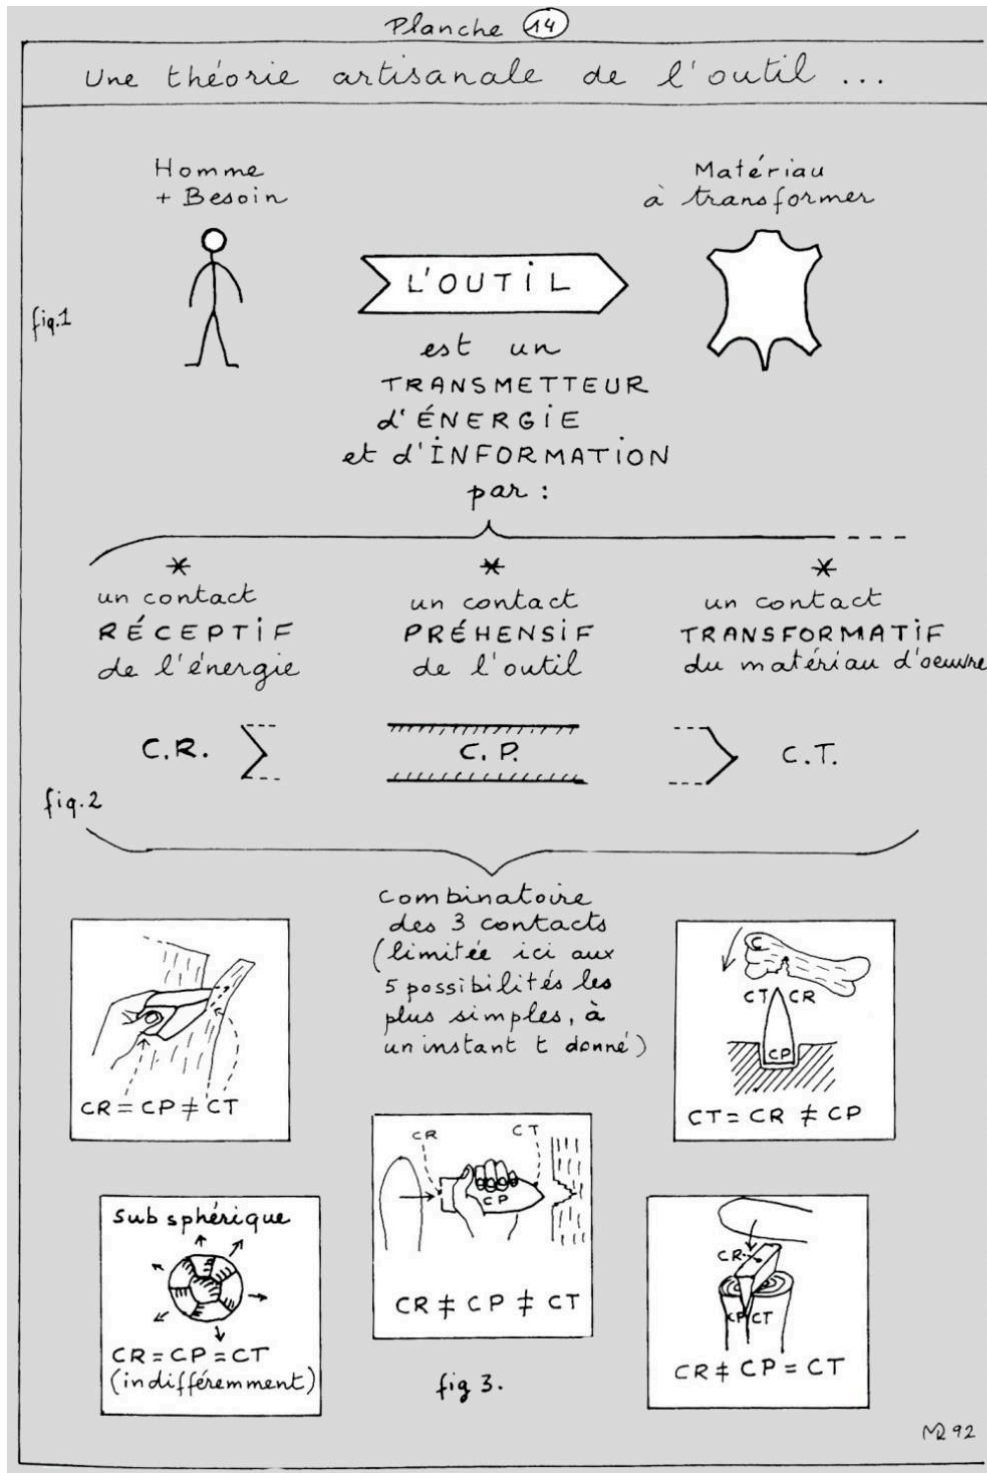 Planche 14
Une théorie artisanale de l'outil ...
Homme
+ Besoin
Matériau
à transformer
fig.1
L'OUTIL
est un
TRANSMETTEUR
d'ÉNERGIE
et d'INFORMATION
par :
*
un contact
RÉCEPTIF
de l'énergie
*
un contact
PRÉHENSIF
de l'outil
*
un contact
TRANSFORMATIF
du matériau d'oeuvre
C.R.
C.P.
C.T.
fig.2
combinatoire
des 3 contacts
(limitée ici aux
5 possibilités les
plus simples, à
un instant t donné)
CR = CP ≠ CT
CT CR
CP
CT = CR ≠ CP
CR CT
CP
CR ≠ CP ≠ CT
Sub sphérique
CR = CP = CT
(indifféremment)
CR
CP CT
CR ≠ CP = CT
fig 3.
MR 92